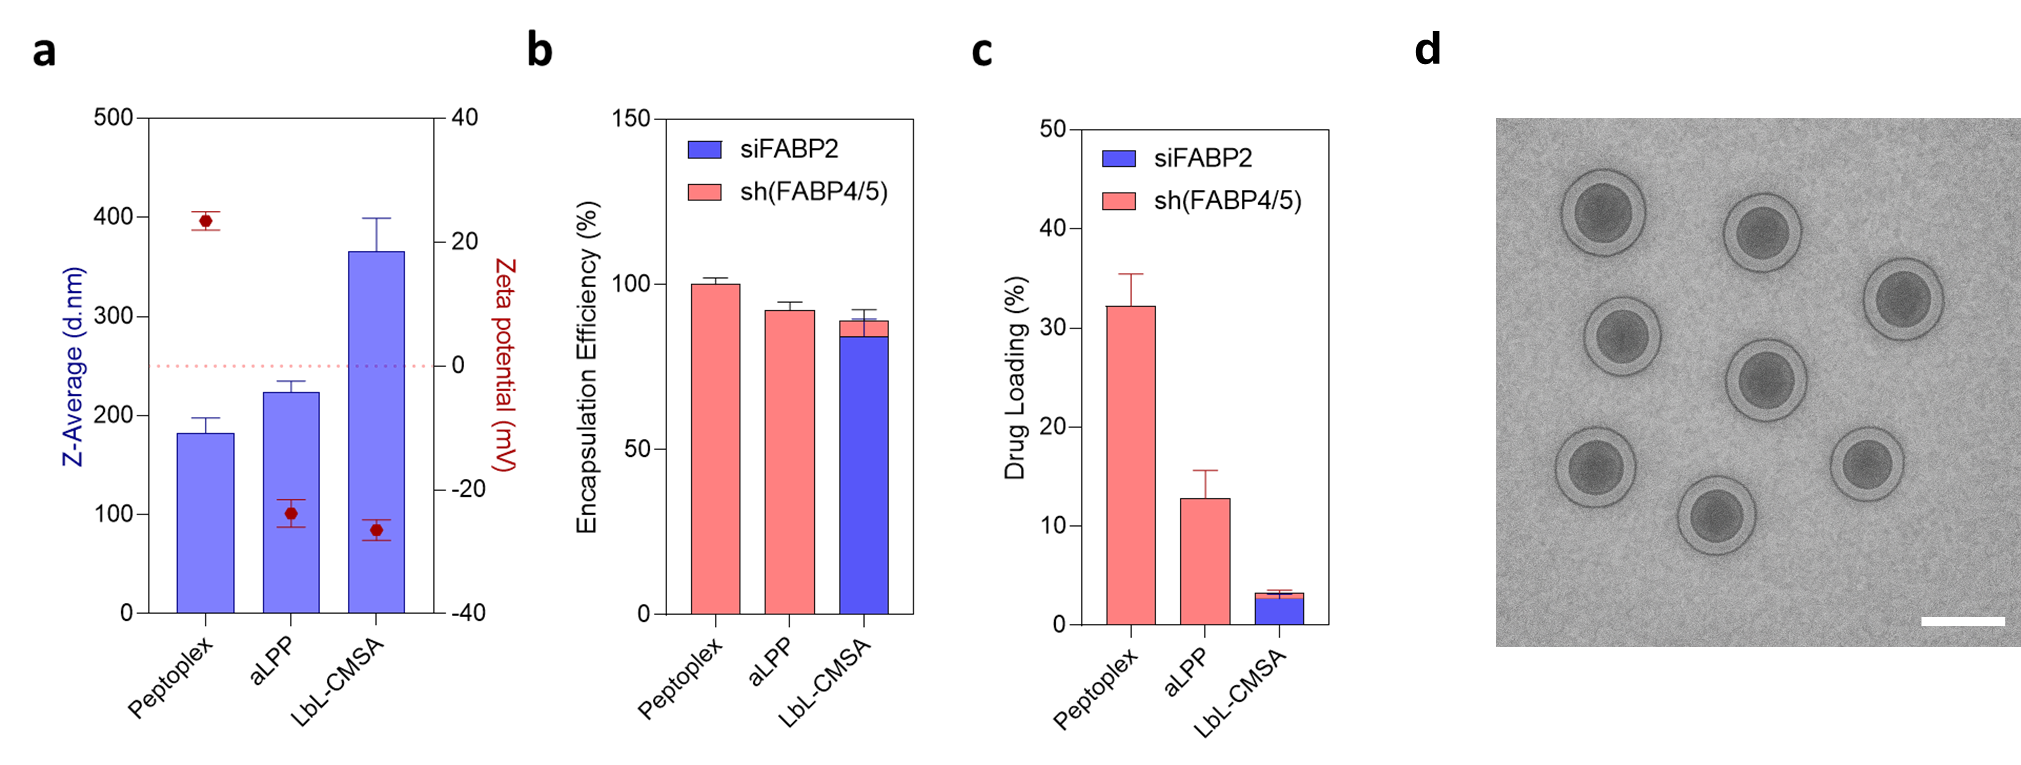 a
b
c
d
500
400
300
200
100
0
Z-Average (d.nm)
40
20
0
-20
-40
Zeta potential (mV)
Peptoplex
aLPP
LbL-CMSA
150
100
50
0
Encapsulation Efficiency (%)
siFABP2
sh(FABP4/5)
Peptoplex
aLPP
LbL-CMSA
50
40
30
20
10
0
Drug Loading (%)
siFABP2
sh(FABP4/5)
Peptoplex
aLPP
LbL-CMSA